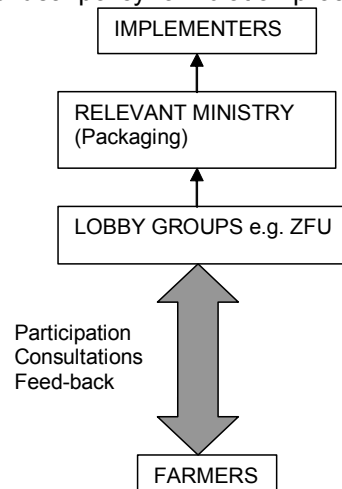 IMPLEMENTERS
RELEVANT MINISTRY
(Packaging)
LOBBY GROUPS e.g. ZFU
Participation
Consultations
Feed-back
FARMERS